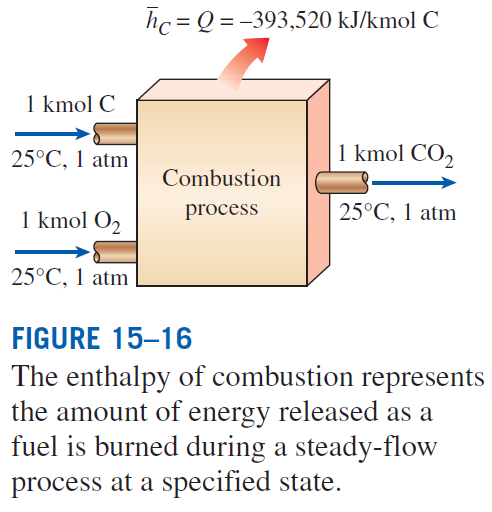 h̅C = Q = –393,520 kJ/kmol C
1 kmol C
25°C, 1 atm
Combustion
process
1 kmol CO₂
25°C, 1 atm
1 kmol O₂
25°C, 1 atm
FIGURE 15–16
The enthalpy of combustion represents
the amount of energy released as a
fuel is burned during a steady-flow
process at a specified state.